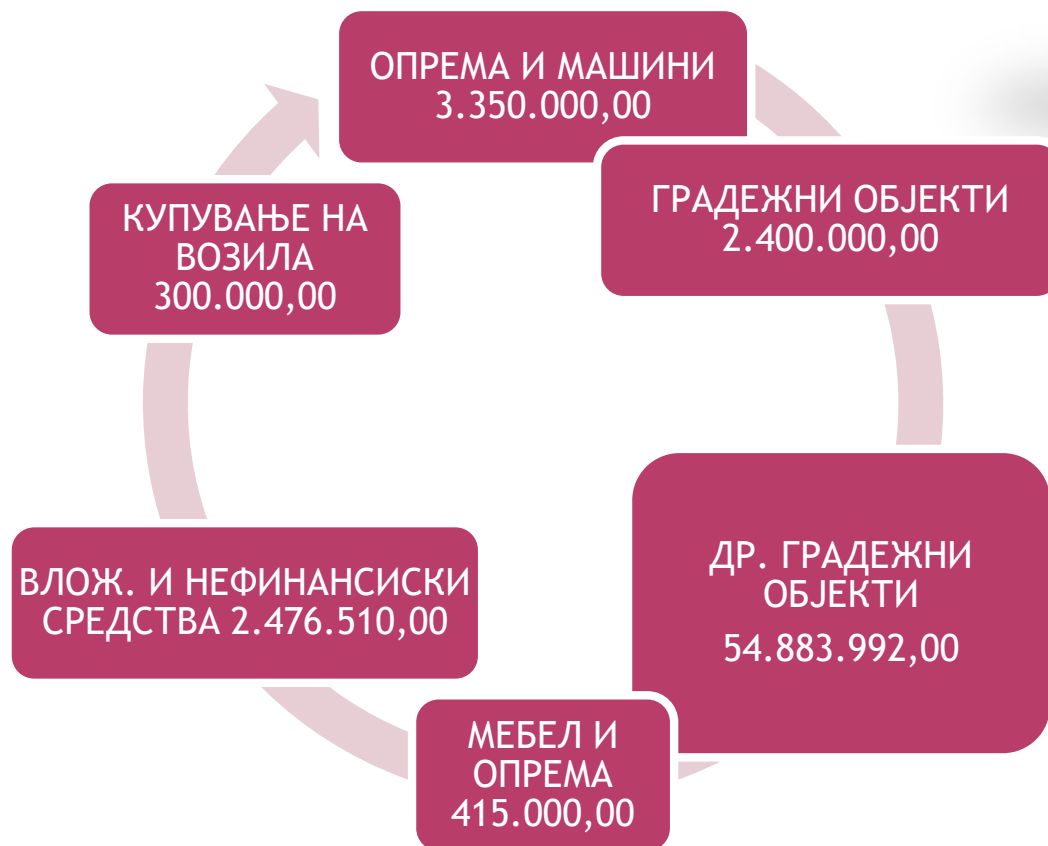 ОПРЕМА И МАШИНИ
3.350.000,00
ГРАДЕЖНИ ОБЈЕКТИ
2.400.000,00
ДР. ГРАДЕЖНИ
ОБЈЕКТИ
54.883.992,00
МЕБЕЛ И
ОПРЕМА
415.000,00
ВЛОЖ. И НЕФИНАНСИСКИ
СРЕДСТВА 2.476.510,00
КУПУВАЊЕ НА
ВОЗИЛА
300.000,00